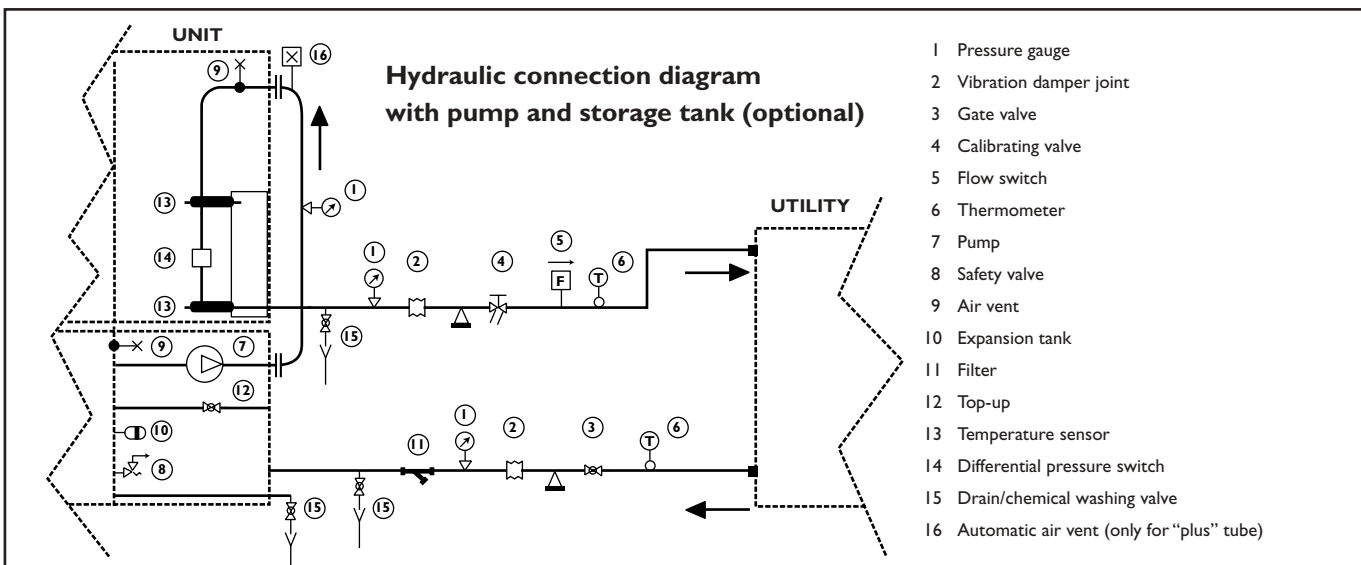 UNIT
16
9
Hydraulic connection diagram
with pump and storage tank (optional)
1
13
UTILITY
14
1
2
5
F
4
T
6
13
15
9
7
12
10
8
11
1
2
3
T
6
15
15
1 Pressure gauge
2 Vibration damper joint
3 Gate valve
4 Calibrating valve
5 Flow switch
6 Thermometer
7 Pump
8 Safety valve
9 Air vent
10 Expansion tank
11 Filter
12 Top-up
13 Temperature sensor
14 Differential pressure switch
15 Drain/chemical washing valve
16 Automatic air vent (only for “plus” tube)